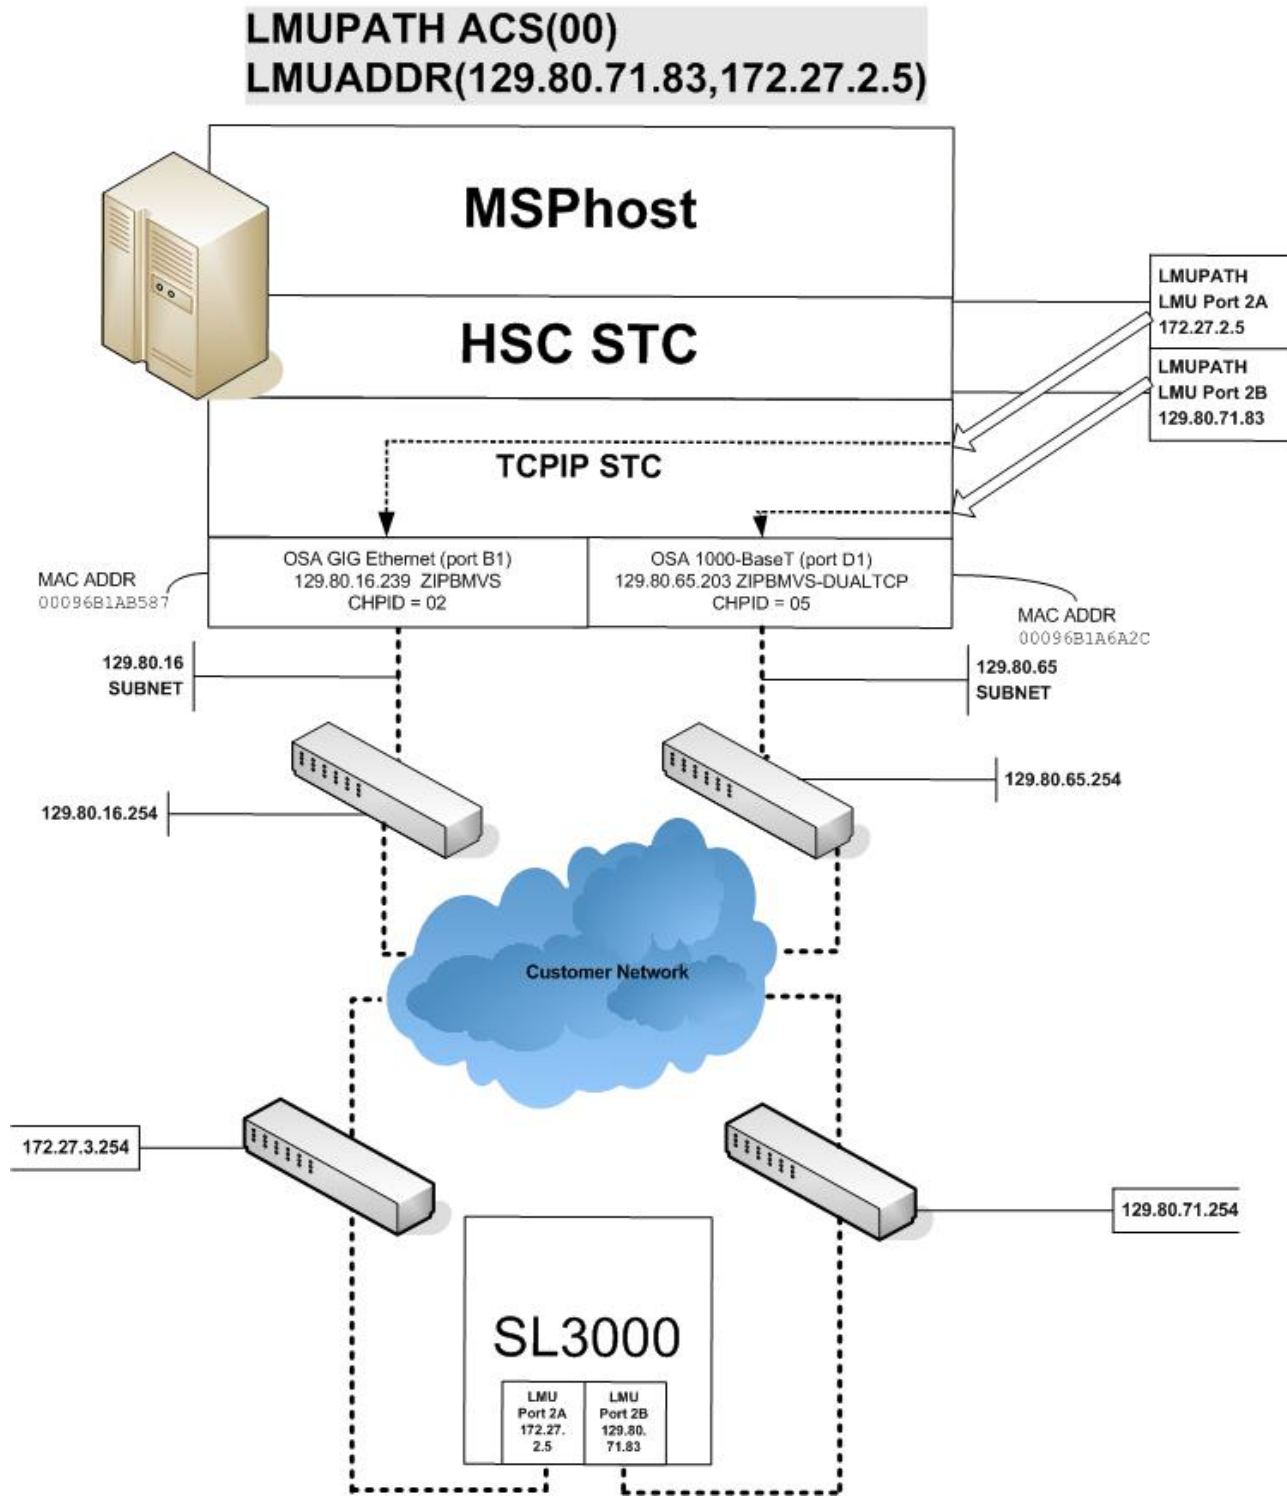 LMUPATH ACS(00)
LMUADDR(129.80.71.83,172.27.2.5)
MSPhost
HSC STC
LMUPATH
LMU Port 2A
172.27.2.5
LMUPATH
LMU Port 2B
129.80.71.83
TCPIP STC
OSA GIG Ethernet (port B1)
129.80.16.239 ZIPBMVS
CHPID = 02
OSA 1000-BaseT (port D1)
129.80.65.203 ZIPBMVS-DUALTCP
CHPID = 05
MAC ADDR
00096B1AB587
MAC ADDR
00096B1A6A2C
129.80.16
SUBNET
129.80.65
SUBNET
129.80.16.254
129.80.65.254
Customer Network
172.27.3.254
129.80.71.254
SL3000
LMU
Port 2A
172.27.
2.5
LMU
Port 2B
129.80.
71.83